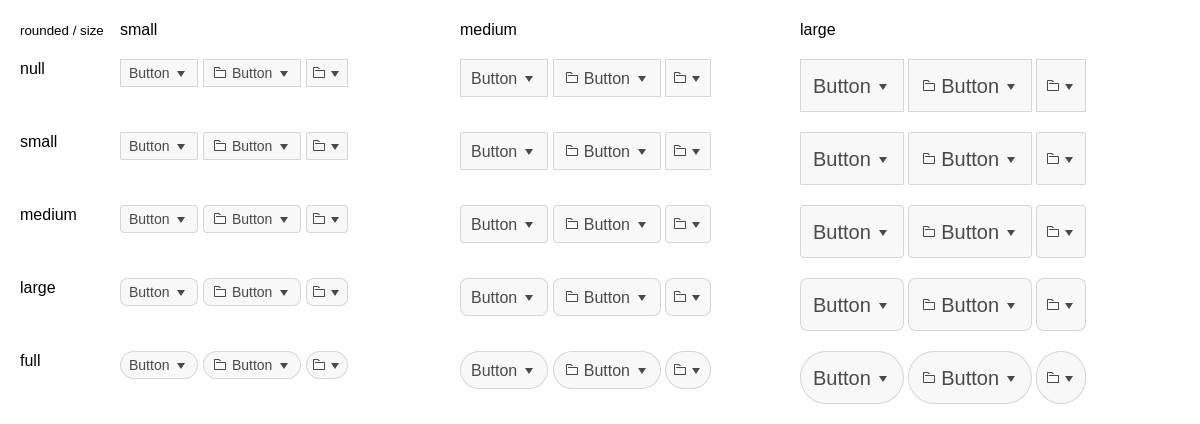 rounded / size small medium large
null Button Button Button Button Button Button
small Button Button Button Button Button Button
medium Button Button Button Button Button Button
large Button Button Button Button Button Button
full Button Button Button Button Button Button